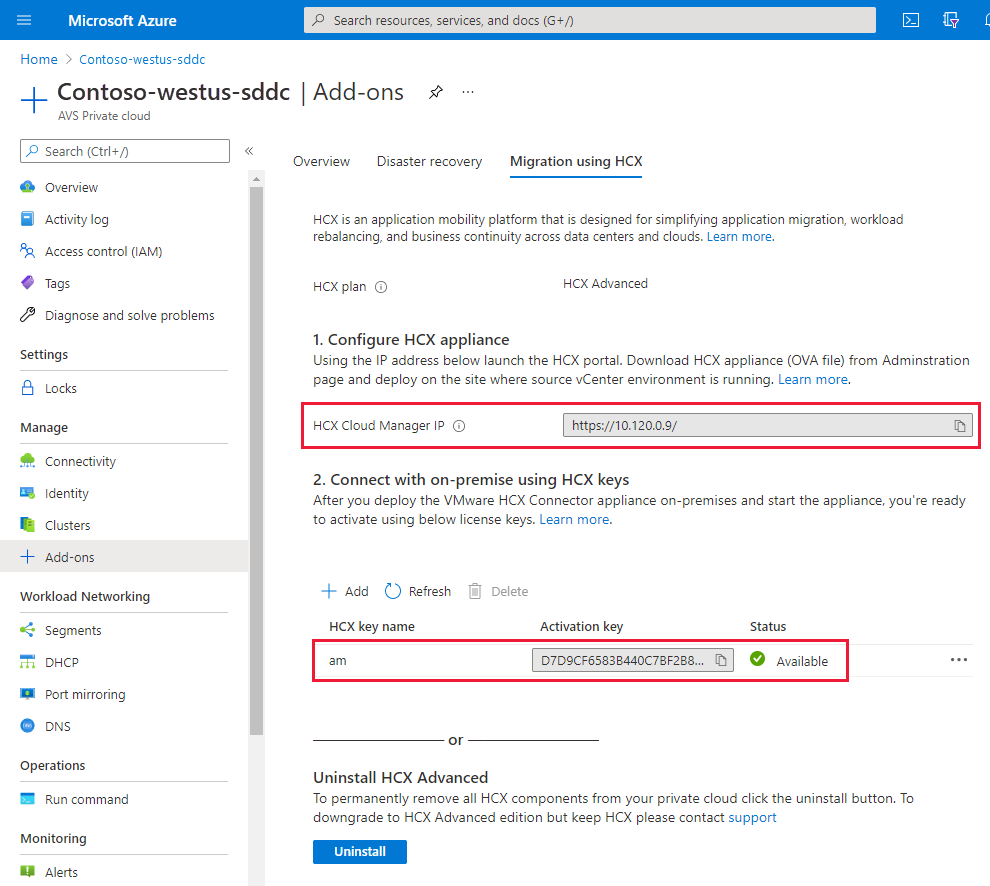 Microsoft Azure
Search resources, services, and docs (G+/)
Home > Contoso-westus-sddc
Contoso-westus-sddc | Add-ons
AVS Private cloud
Search (Ctrl+/)
Overview
Activity log
Access control (IAM)
Tags
Diagnose and solve problems
Settings
Locks
Manage
Connectivity
Identity
Clusters
Add-ons
Workload Networking
Segments
DHCP
Port mirroring
DNS
Operations
Run command
Monitoring
Alerts
Overview Disaster recovery Migration using HCX
HCX is an application mobility platform that is designed for simplifying application migration, workload
rebalancing, and business continuity across data centers and clouds. Learn more.
HCX plan HCX Advanced
1. Configure HCX appliance
Using the IP address below launch the HCX portal. Download HCX appliance (OVA file) from Adminstration
page and deploy on the site where source vCenter environment is running. Learn more.
HCX Cloud Manager IP https://10.120.0.9/
2. Connect with on-premise using HCX keys
After you deploy the VMware HCX Connector appliance on-premises and start the appliance, you're ready
to activate using below license keys. Learn more.
Add Refresh Delete
HCX key name Activation key Status
am D7D9CF6583B440C7BF2B8... Available
or
Uninstall HCX Advanced
To permanently remove all HCX components from your private cloud click the uninstall button. To
downgrade to HCX Advanced edition but keep HCX please contact support
Uninstall